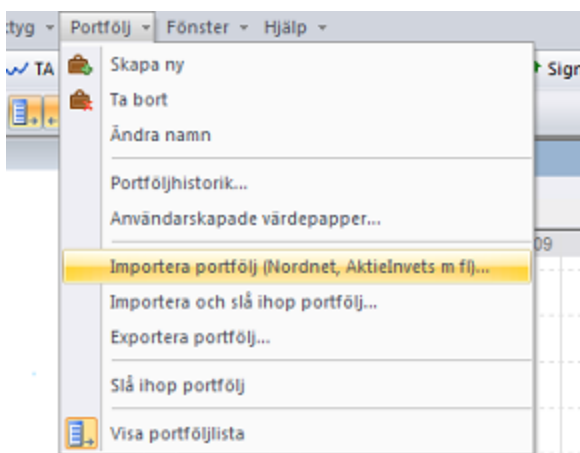 tyg Portfölj Fönster Hjälp
TA Skapa ny Sign
Ta bort
Ändra namn
Portföljhistorik...
Användarskapade värdepapper...
09
Importera portfölj (Nordnet, AktieInvets m fl)...
Importera och slå ihop portfölj...
Exportera portfölj...
Slå ihop portfölj
Visa portföljlista